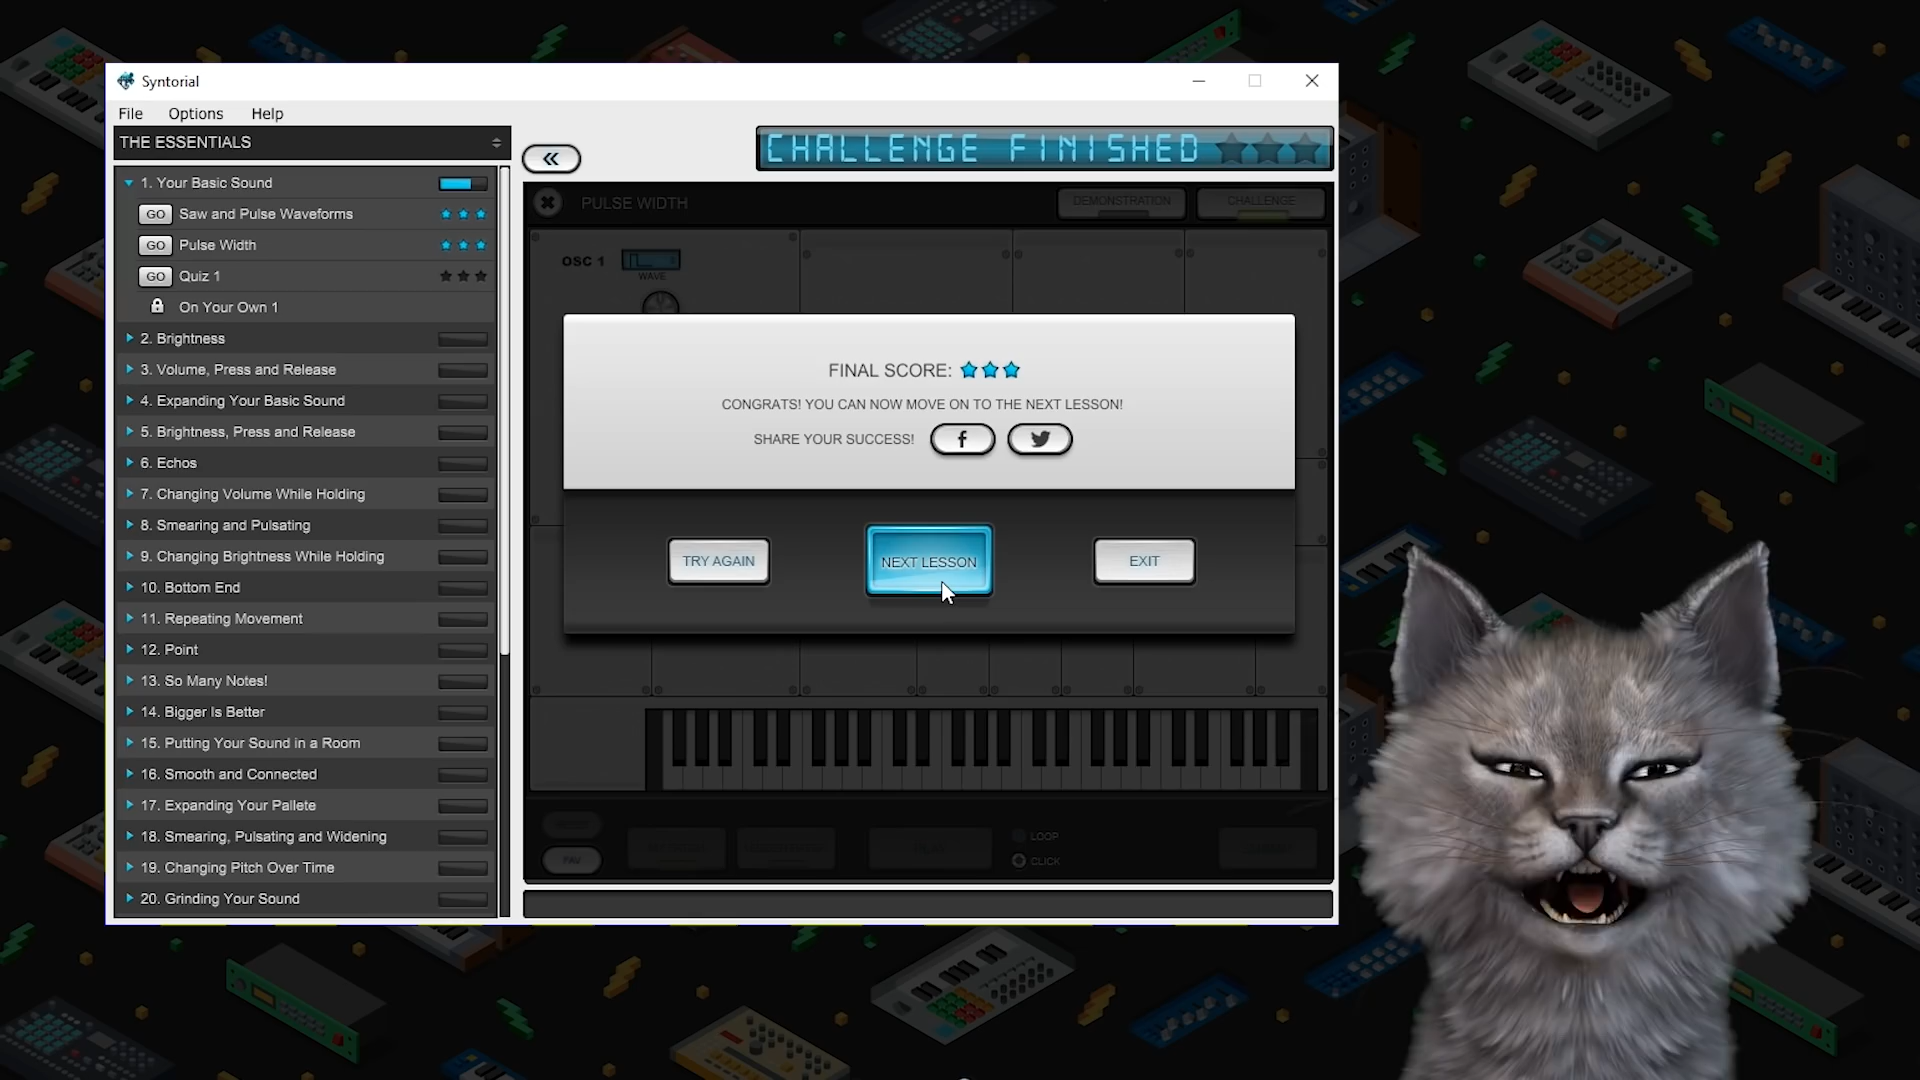 Syntorial
File Options Help
THE ESSENTIALS
1. Your Basic Sound
GO Saw and Pulse Waveforms
GO Pulse Width
GO Quiz 1
On Your Own 1
2. Brightness
3. Volume, Press and Release
4. Expanding Your Basic Sound
5. Brightness, Press and Release
6. Echos
7. Changing Volume While Holding
8. Smearing and Pulsating
9. Changing Brightness While Holding
10. Bottom End
11. Repeating Movement
12. Point
13. So Many Notes!
14. Bigger Is Better
15. Putting Your Sound in a Room
16. Smooth and Connected
17. Expanding Your Pallete
18. Smearing, Pulsating and Widening
19. Changing Pitch Over Time
20. Grinding Your Sound
CHALLENGE FINISHED
PULSE WIDTH
DEMONSTRATION
CHALLENGE
OSC 1
WAVE
FINAL SCORE:
CONGRATS! YOU CAN NOW MOVE ON TO THE NEXT LESSON!
SHARE YOUR SUCCESS!
TRY AGAIN
NEXT LESSON
EXIT
FAV
LOOP
CLICK